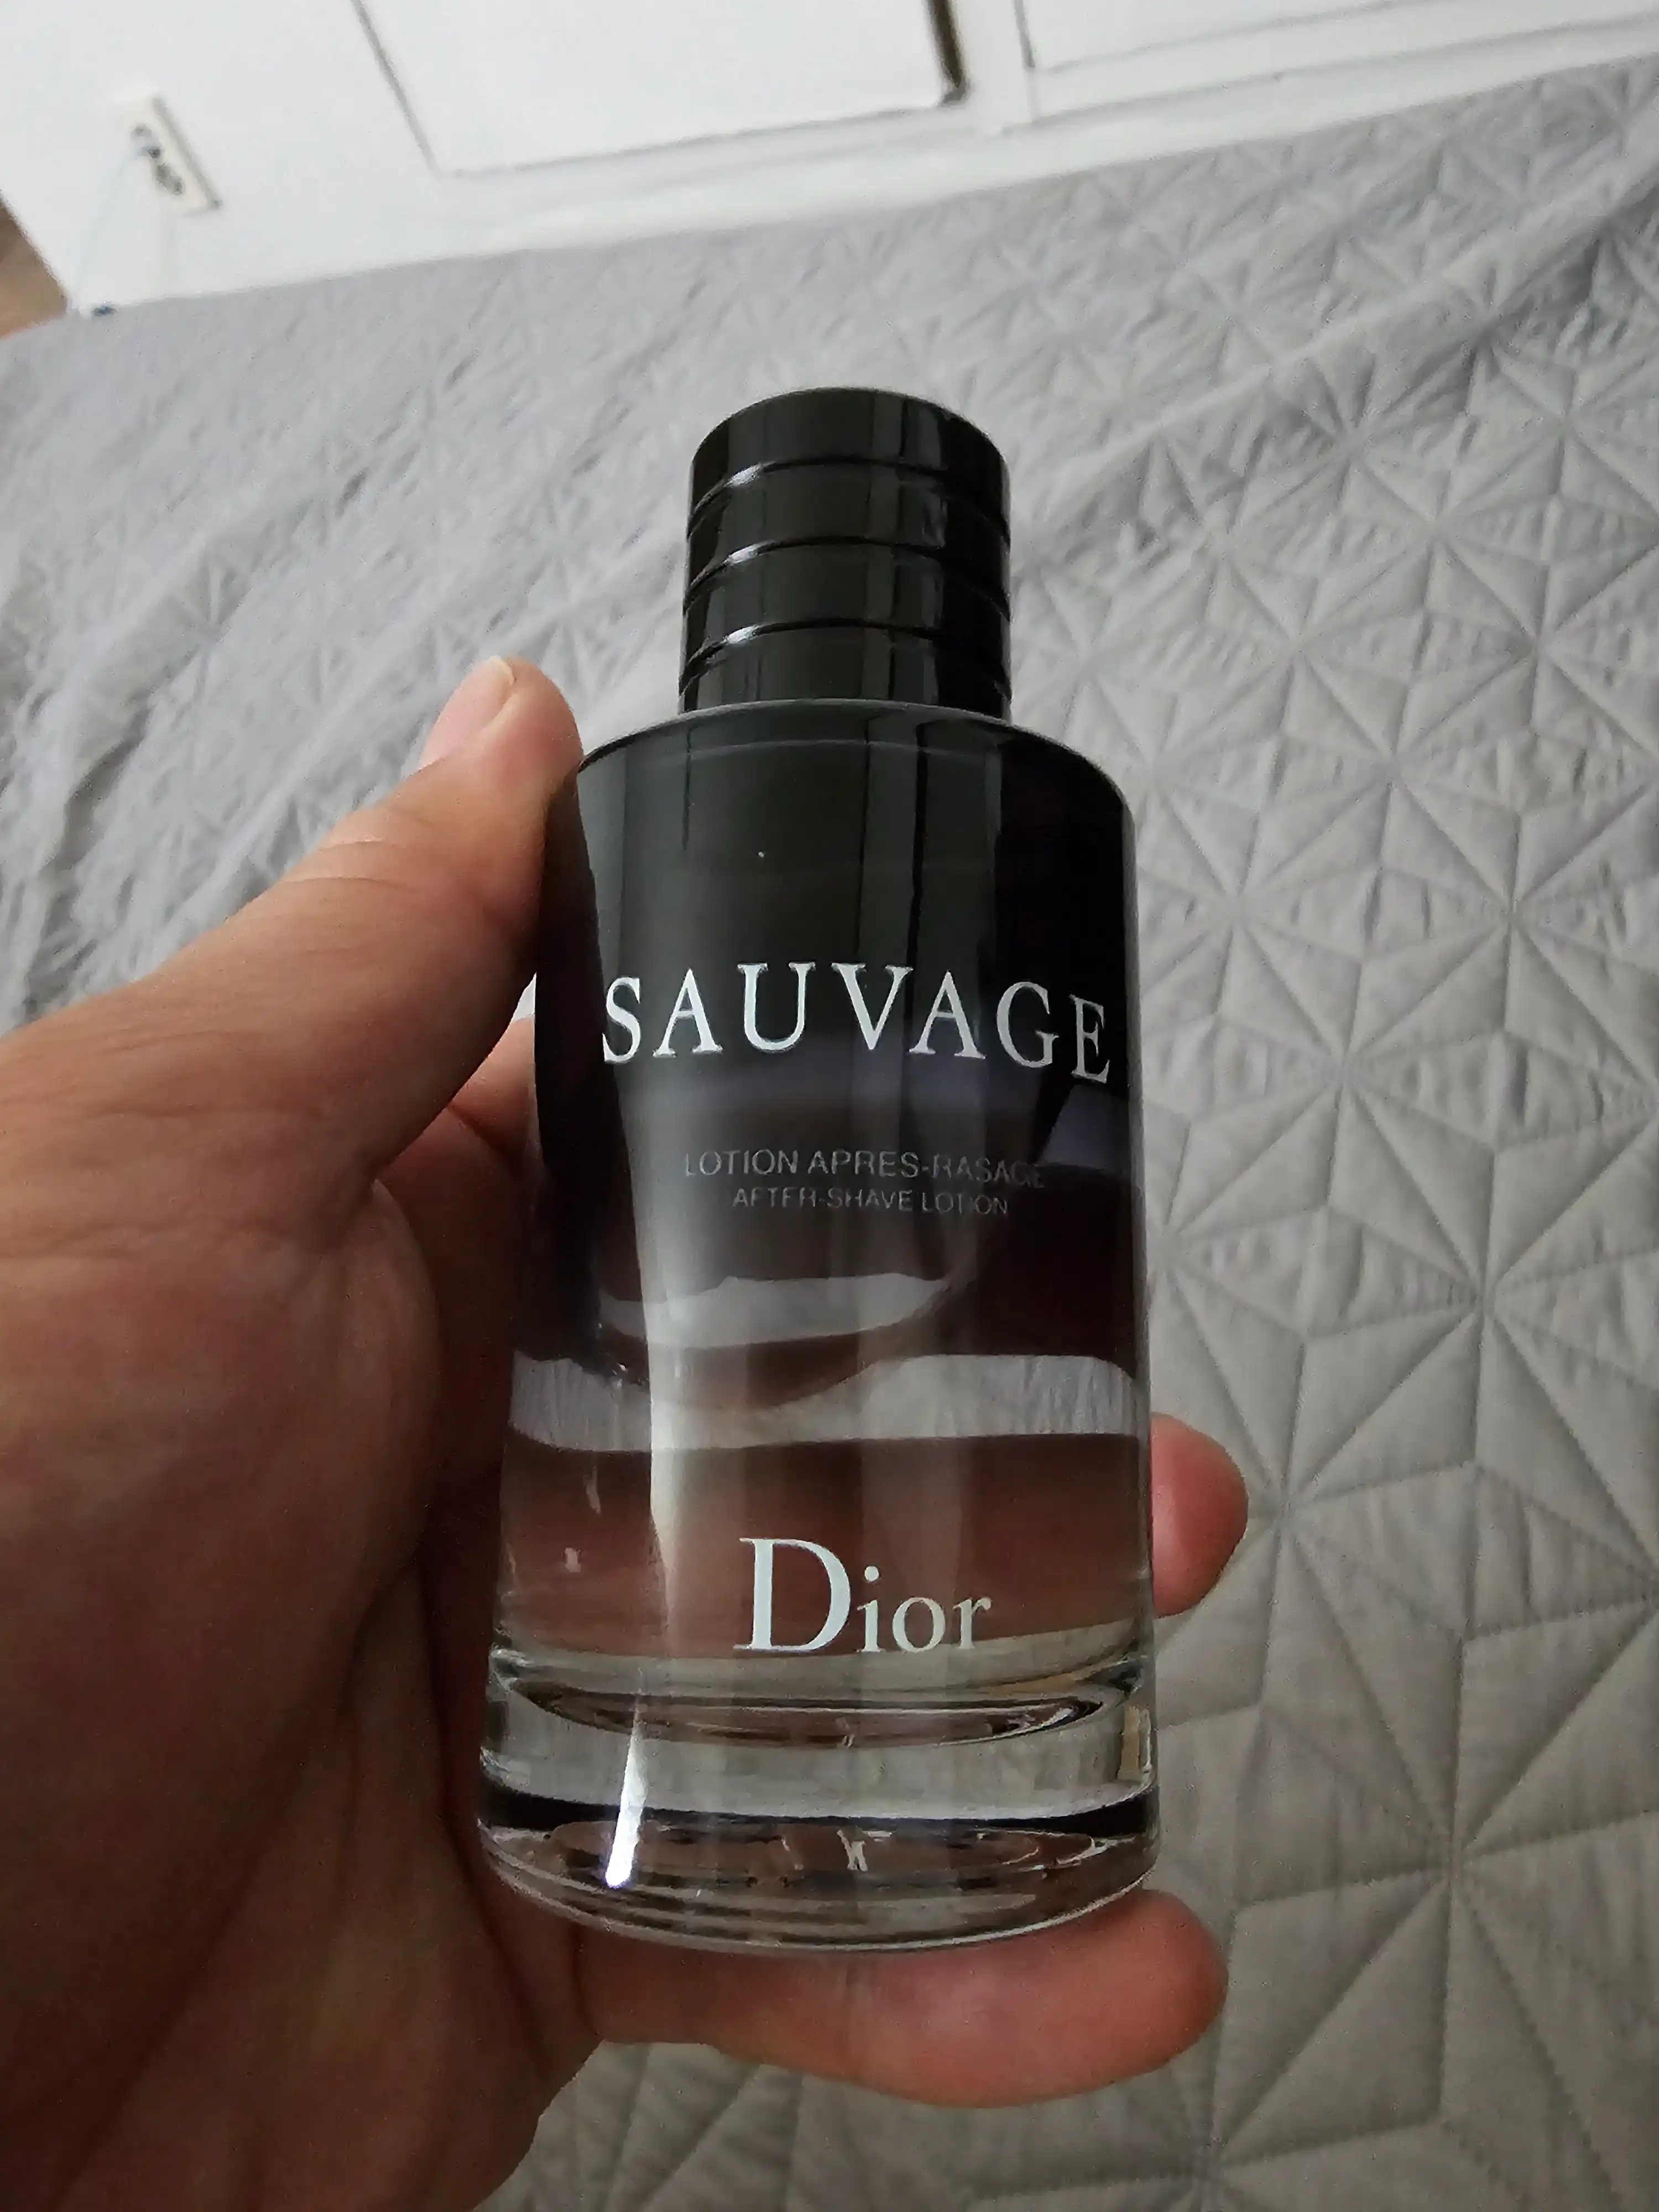 SAUVAGE
LOTION APRES-RASAGE
AFTER-SHAVE LOTION
Dior